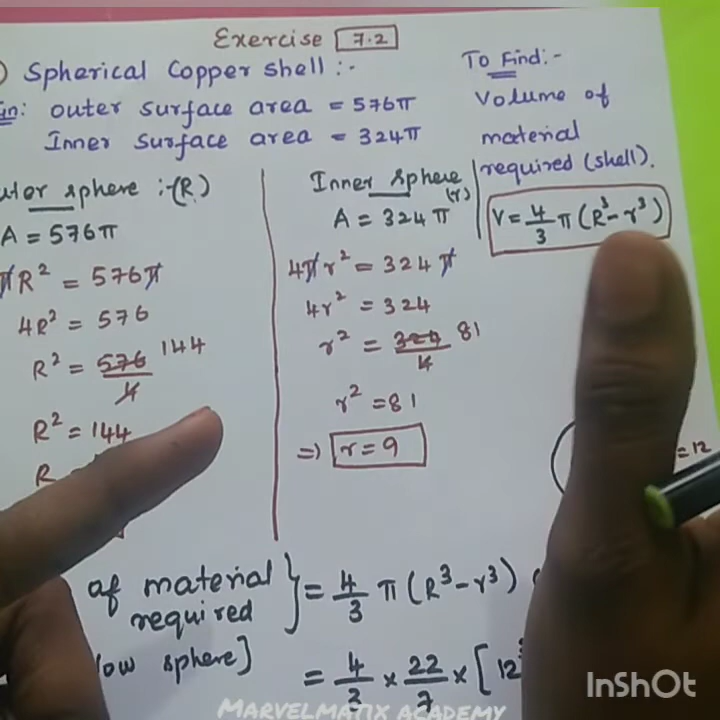 Exercise 7.2
Spherical Copper shell :-
outer surface area = 576π
Inner surface area = 324π
To Find:-
Volume of
material
required (shell).
V = 4/3 π (R³ - r³)
sphere :-(R)
A = 576π
πR² = 576π
4R² = 576
R² = 576/4 144
R² = 144
R
Inner Sphere (r)
A = 324π
4πr² = 324π
4r² = 324
r² = 324/4 81
r² = 81
=) r = 9
= 12
of material
required } = 4/3 π (R³ - r³)
sphere]
= 4/3 × 22/7 × [12³
MARVELMATIX ACADEMY
InShOt